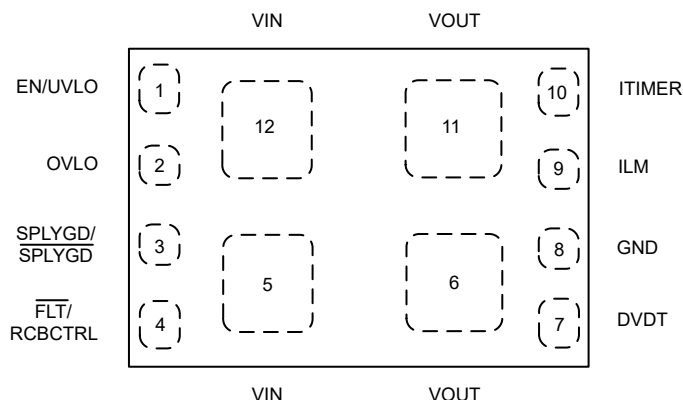 VIN VOUT
EN/UVLO 1 12 11 10 ITIMER
OVLO 2 9 ILM
SPLYGD/
SPLYGD 3 5 6 8 GND
FLT/
RCBCTRL 4 7 DVDT
VIN VOUT